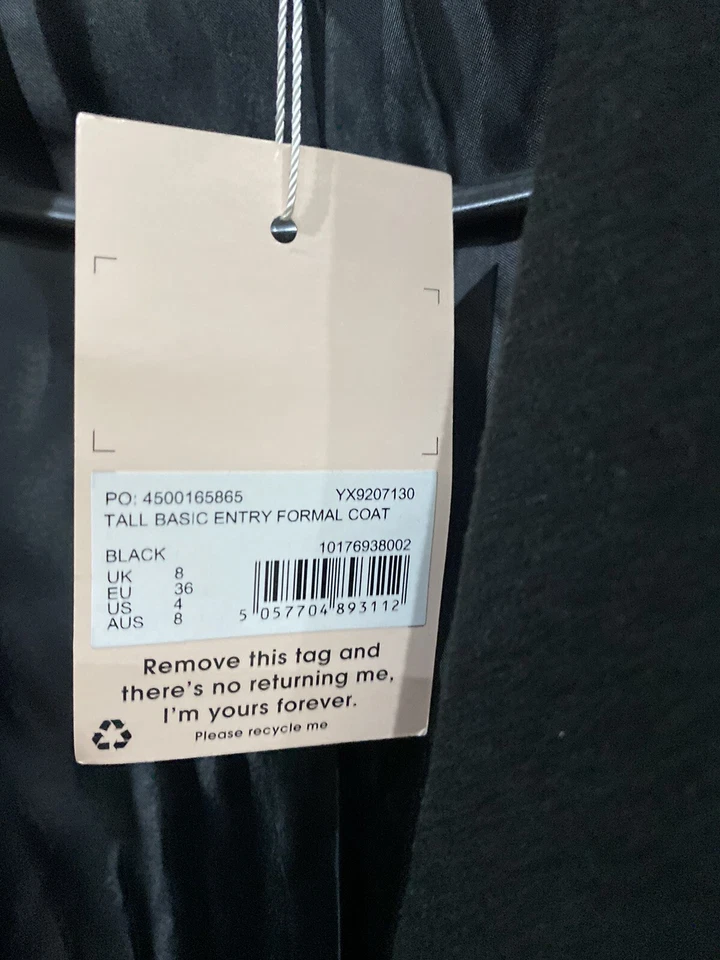 PO: 4500165865 YX9207130
TALL BASIC ENTRY FORMAL COAT
BLACK 10176938002
UK 8
EU 36
US 4
AUS 8
5 057704 893112
Remove this tag and
there's no returning me,
I'm yours forever.
Please recycle me